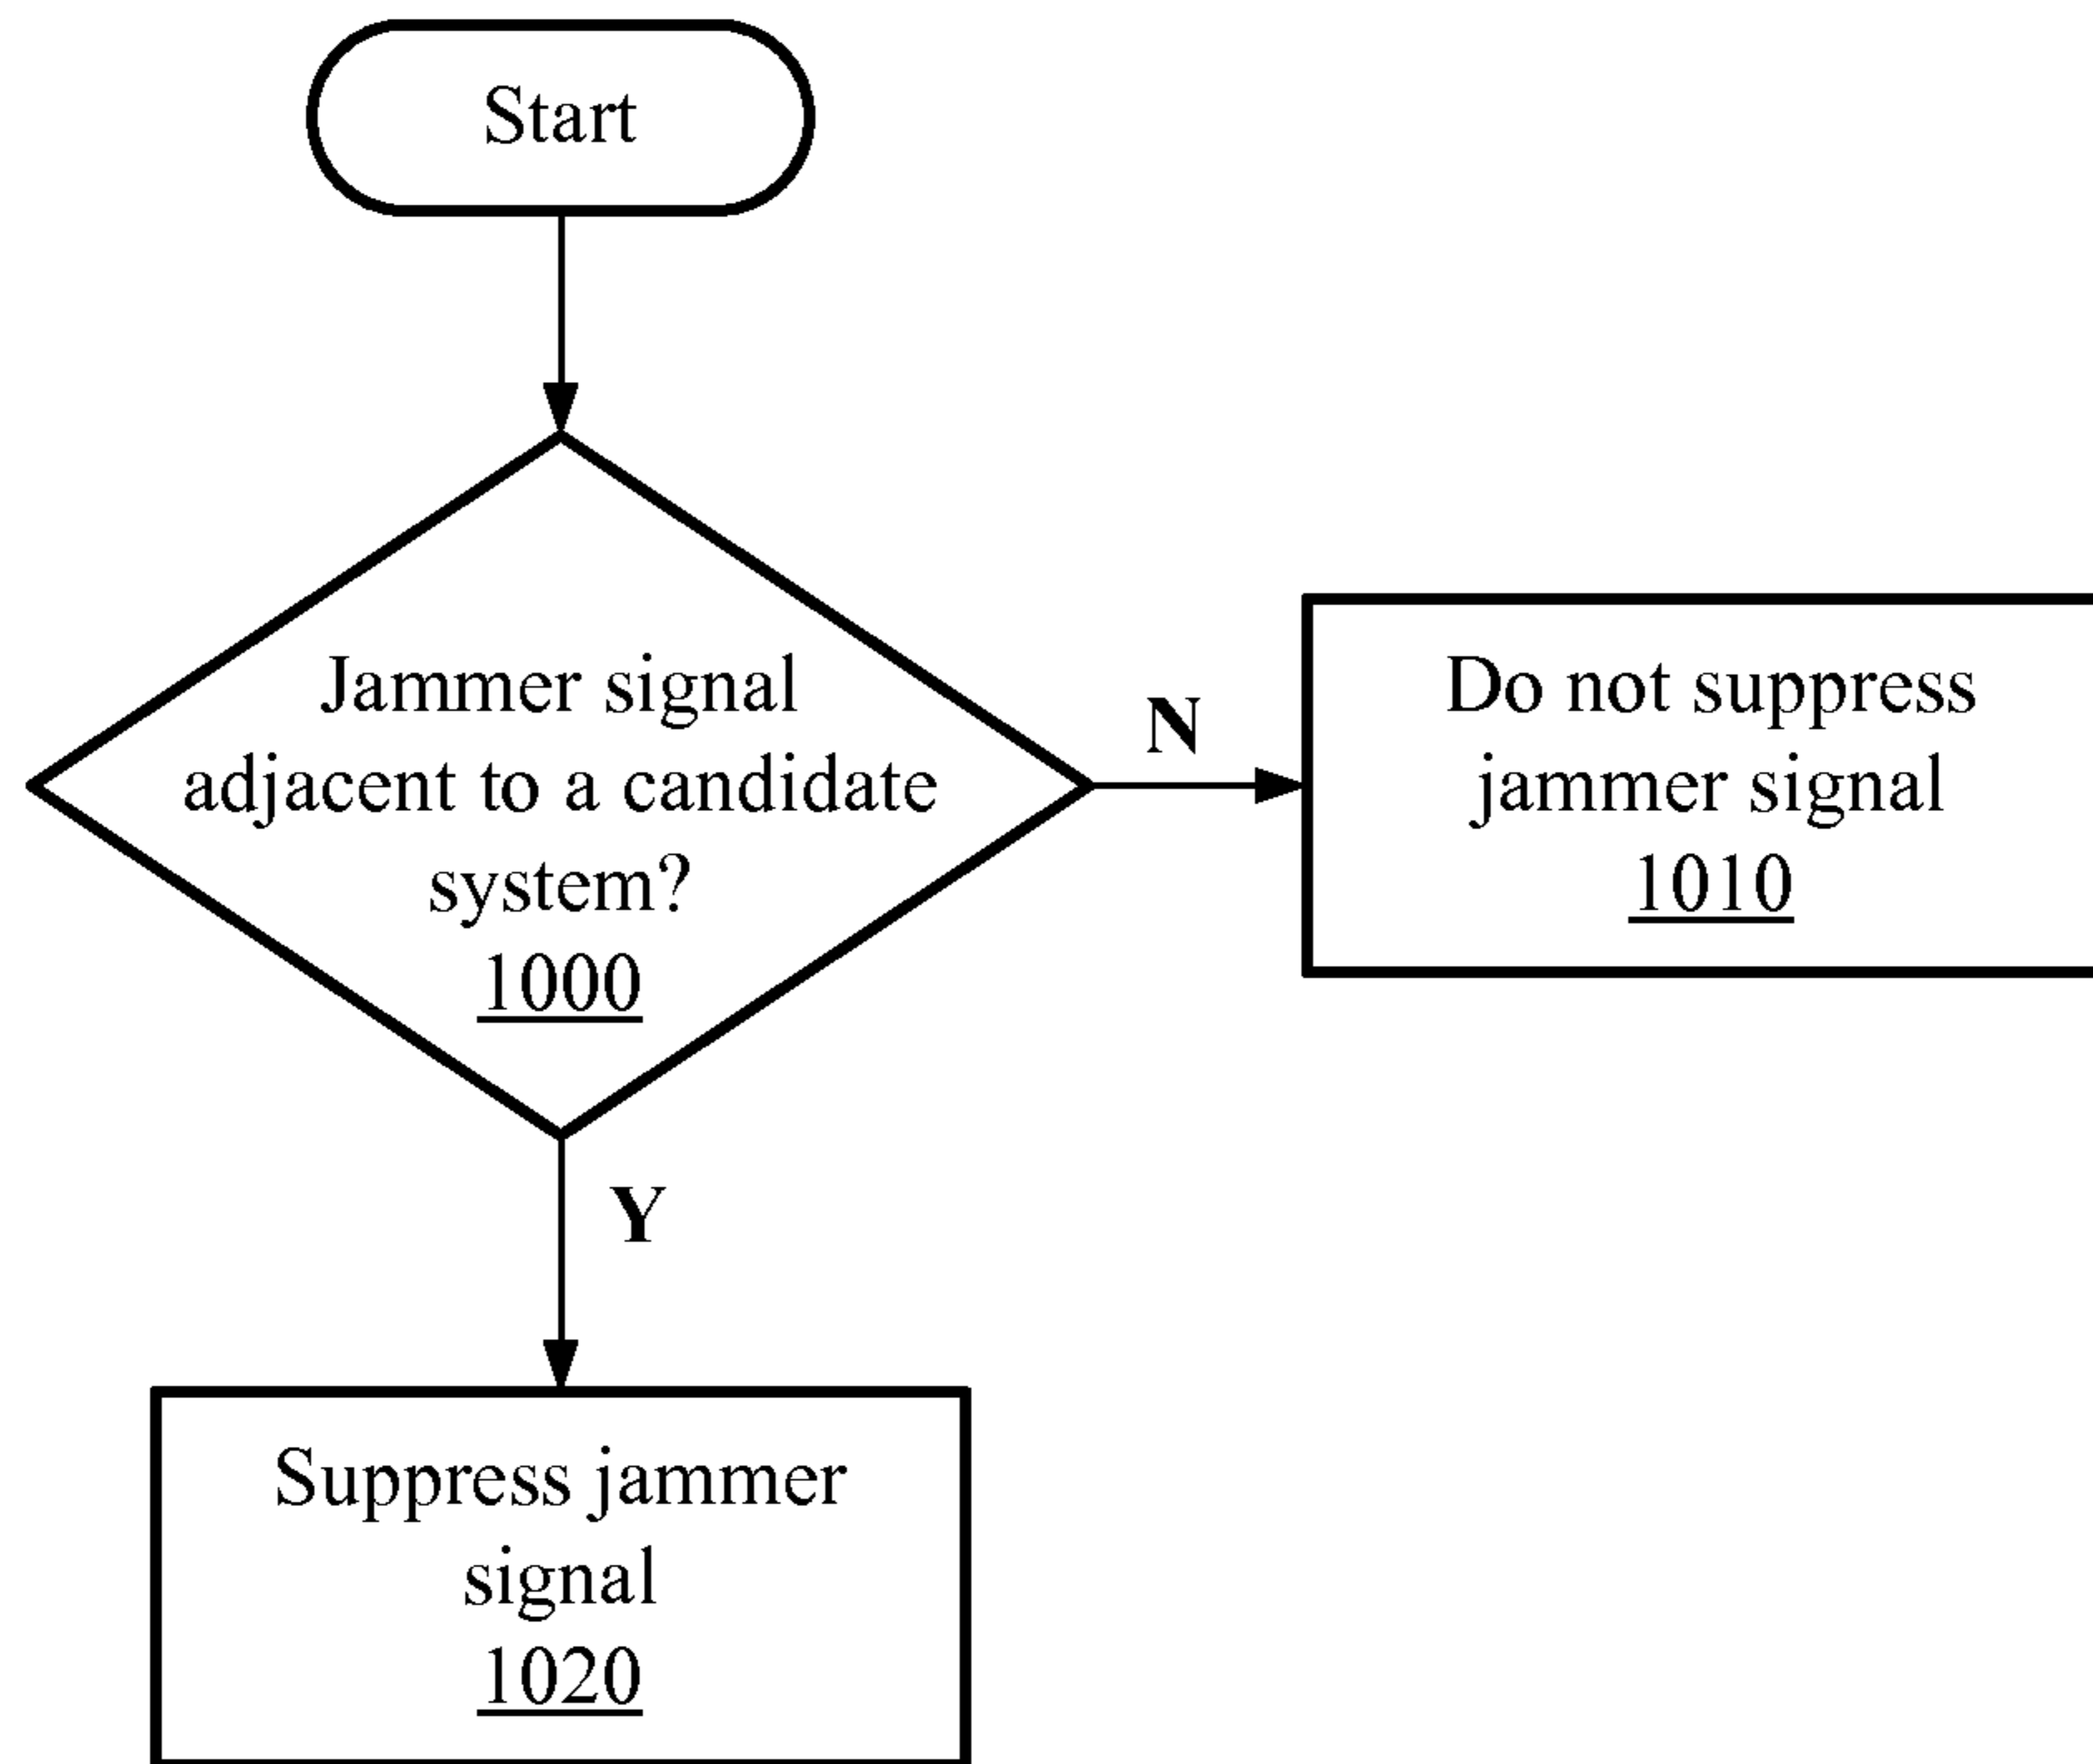 Start
Jammer signal
adjacent to a candidate
system?
1000
N
Do not suppress
jammer signal
1010
Y
Suppress jammer
signal
1020